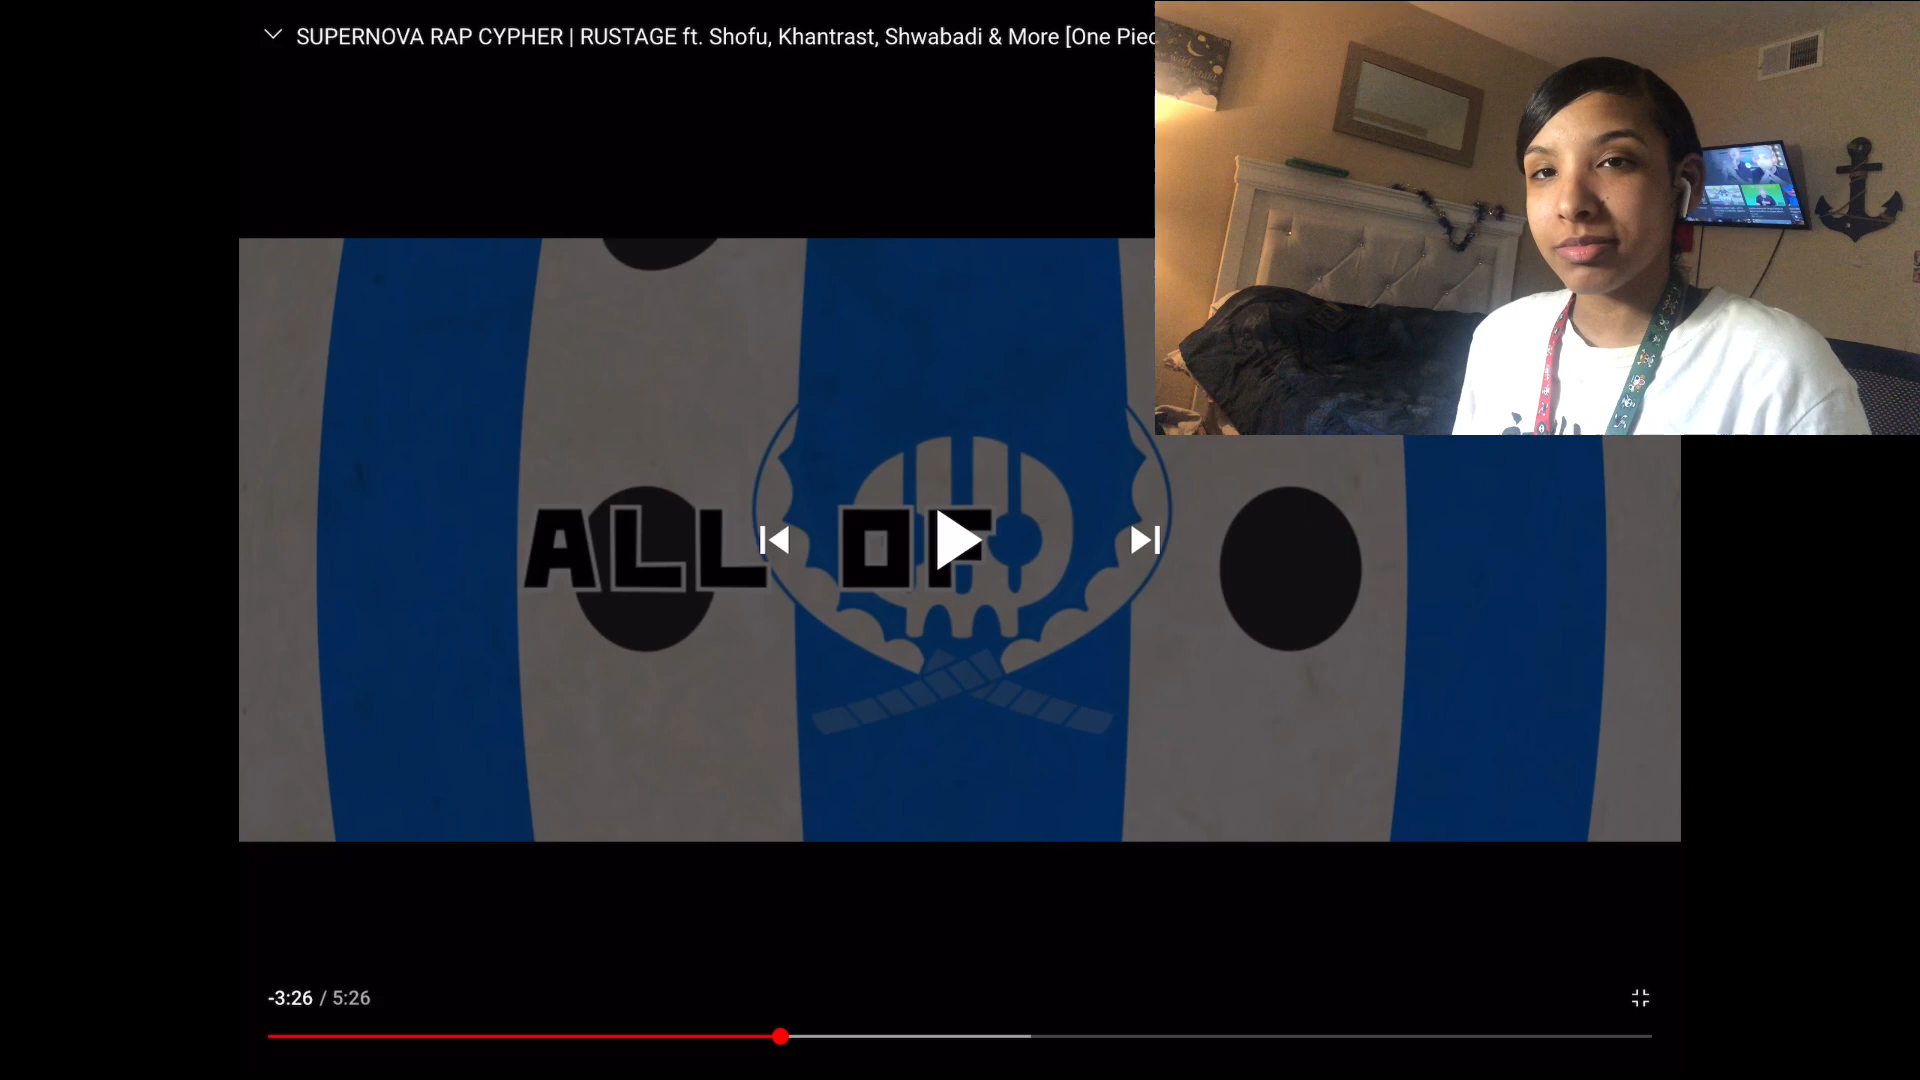 SUPERNOVA RAP CYPHER | RUSTAGE ft. Shofu, Khantrast, Shwabadi & More [One Piec
ALL OF
-3:26 / 5:26